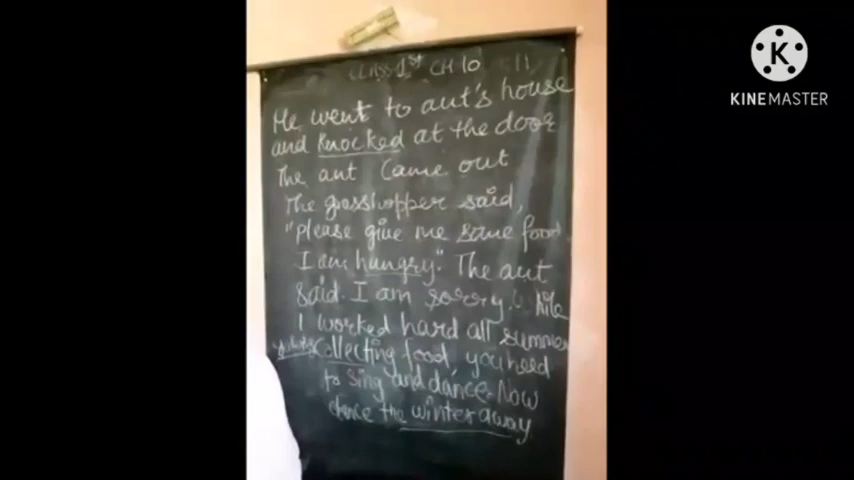 CLASS-1st CH-10 11
He went to ant's house
and Knocked at the door
The ant Came out
The grasshopper said,
"please give me some food
I am hungry". The ant
said. I am sorry. While
I worked hard all summer
Collecting food, you need
to Sing and dance. Now
dance the winter away
K
KINEMASTER